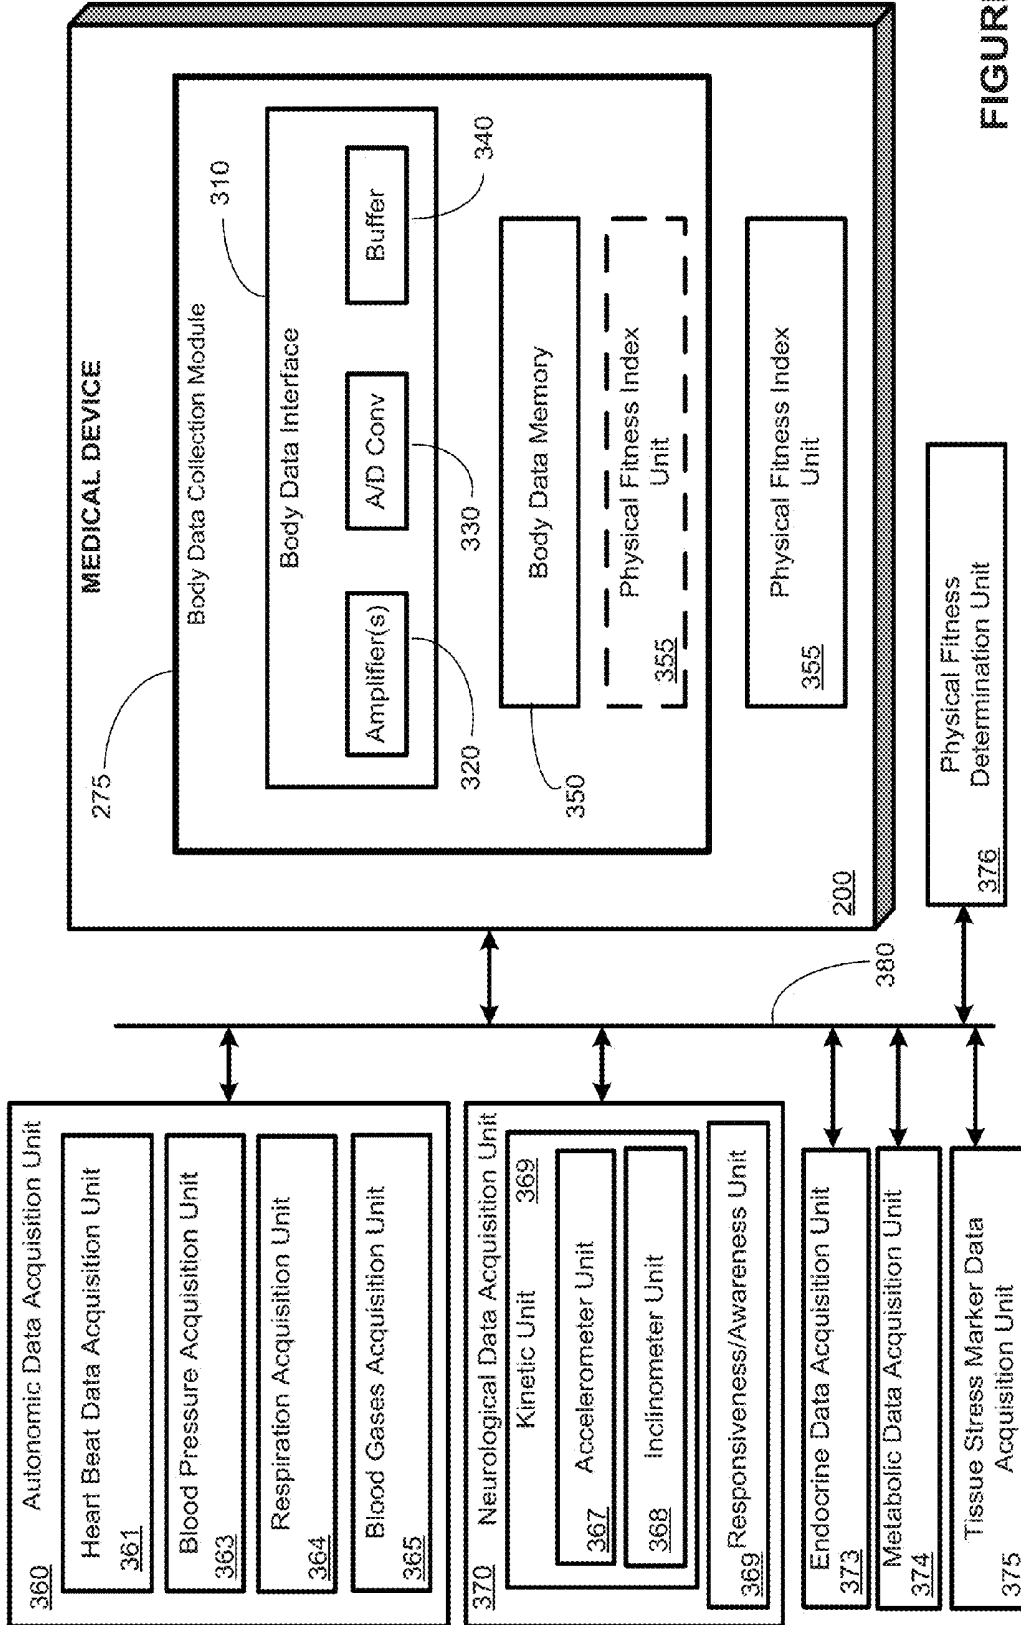 MEDICAL DEVICE
275
Body Data Collection Module
310
Body Data Interface
Amplifier(s)
A/D Conv
Buffer
320
330
340
Body Data Memory
350
Physical Fitness Index
Unit
355
Physical Fitness Index
Unit
355
200
Physical Fitness
Determination Unit
376
380
Autonomic Data Acquisition Unit
360
Heart Beat Data Acquisition Unit
361
Blood Pressure Acquisition Unit
363
Respiration Acquisition Unit
364
Blood Gases Acquisition Unit
365
Neurological Data Acquisition Unit
370
Kinetic Unit
369
Accelerometer Unit
367
Inclinometer Unit
368
Responsiveness/Awareness Unit
369
Endocrine Data Acquisition Unit
373
Metabolic Data Acquisition Unit
374
Tissue Stress Marker Data
Acquisition Unit
375